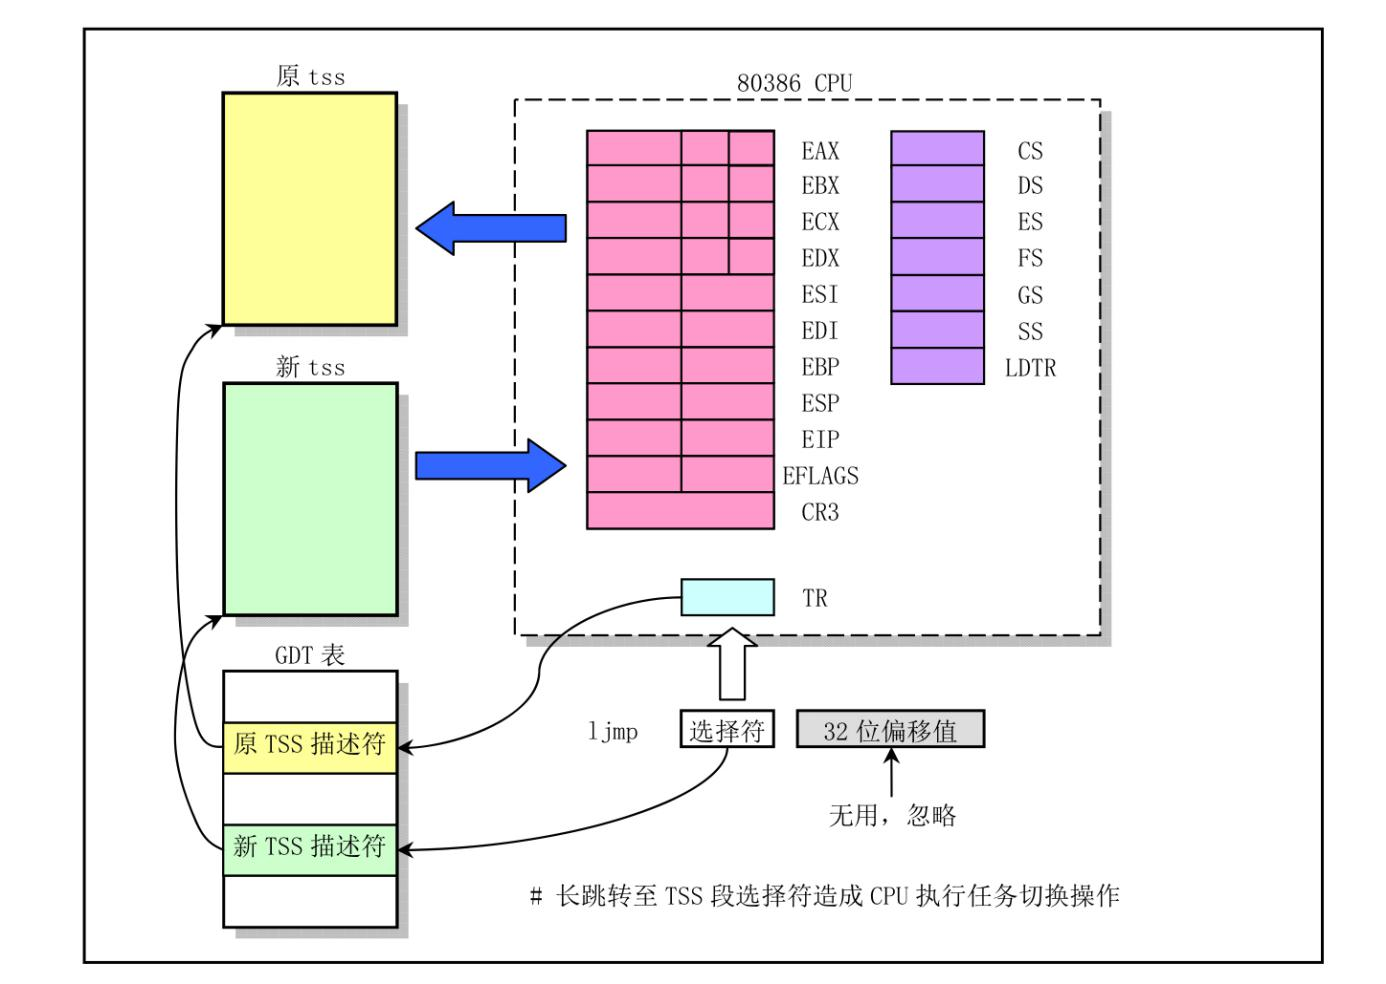 原 tss
80386 CPU
EAX
CS
EBX
DS
ECX
ES
EDX
FS
ESI
GS
EDI
SS
新 tss
EBP
LDTR
ESP
EIP
EFLAGS
CR3
TR
GDT 表
ljmp
选择符
32 位偏移值
原 TSS 描述符
无用，忽略
新 TSS 描述符
# 长跳转至 TSS 段选择符造成 CPU 执行任务切换操作